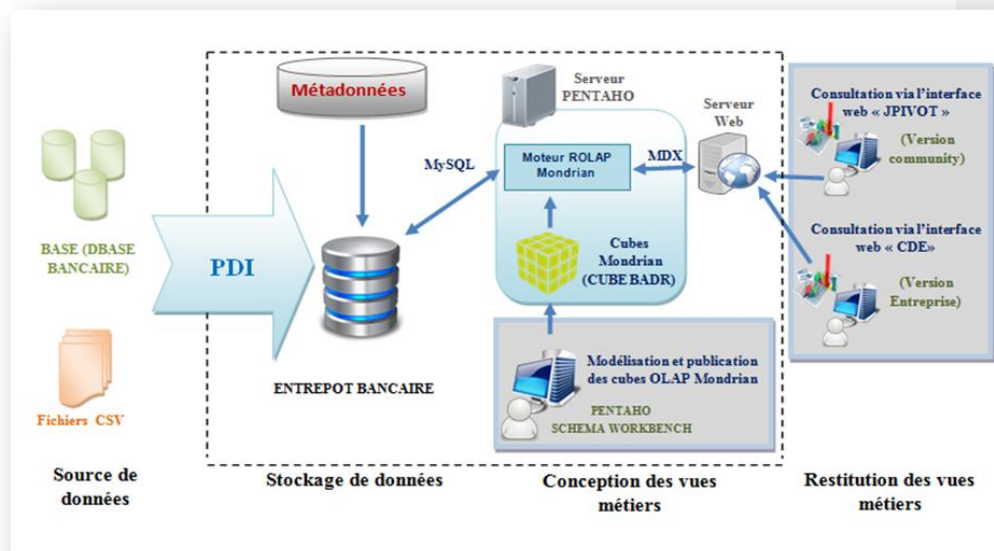 BASE (DBASE
BANCAIRE)
Fichiers CSV
Source de
données
PDI
Métadonnées
ENTREPOT BANCAIRE
Stockage de données
MySQL
Serveur
PENTAHO
Moteur ROLAP
Mondrian
Cubes
Mondrian
(CUBE BADR)
Modélisation et publication
des cubes OLAP Mondrian
PENTAHO
SCHEMA WORKBENCH
Conception des vues
métiers
MDX
Serveur
Web
Consultation via l'interface
web « JPIVOT »
(Version
community)
Consultation via l'interface
web « CDE»
(Version
Entreprise)
Restitution des vues
métiers